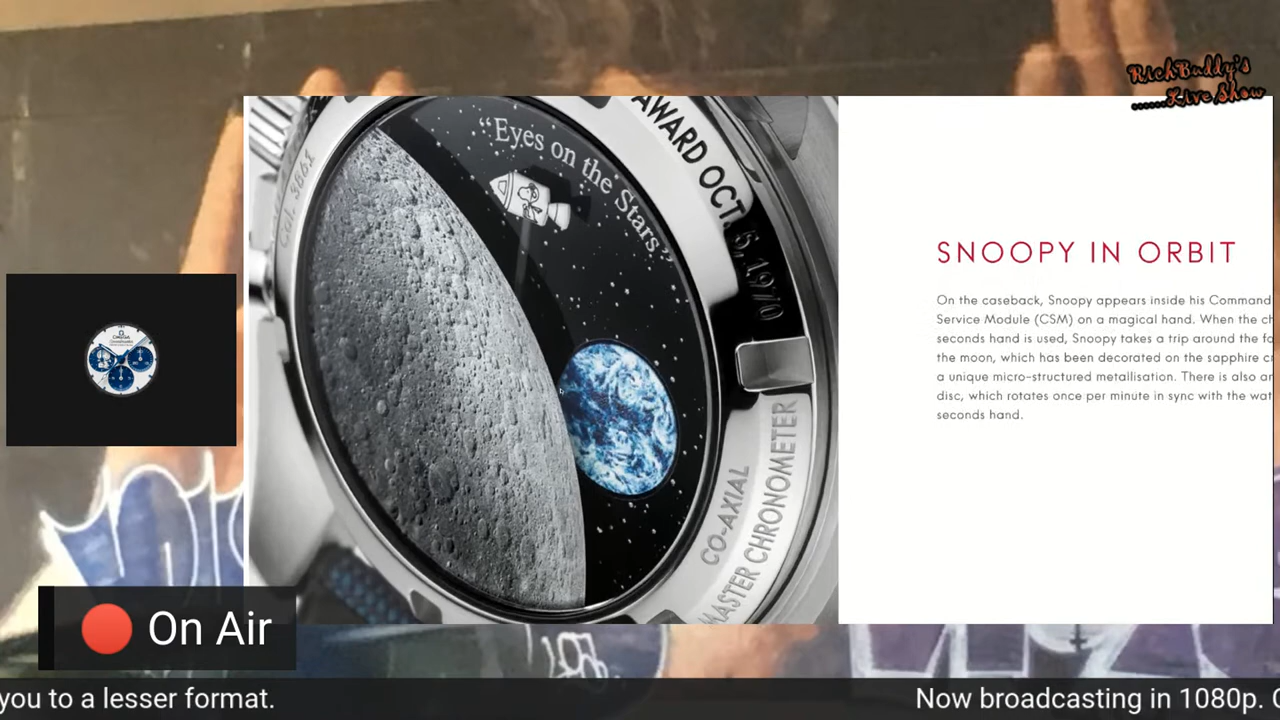 RichBuddy's
.......Live Show
"Eyes on the Stars"
Cal. 3861
AWARD OCT. 5, 1970
CO-AXIAL
MASTER CHRONOMETER
SNOOPY IN ORBIT
On the caseback, Snoopy appears inside his Command
Service Module (CSM) on a magical hand. When the ch
seconds hand is used, Snoopy takes a trip around the fa
the moon, which has been decorated on the sapphire cr
a unique micro-structured metallisation. There is also an
disc, which rotates once per minute in sync with the wat
seconds hand.
OMEGA
On Air
you to a lesser format.
Now broadcasting in 1080p.